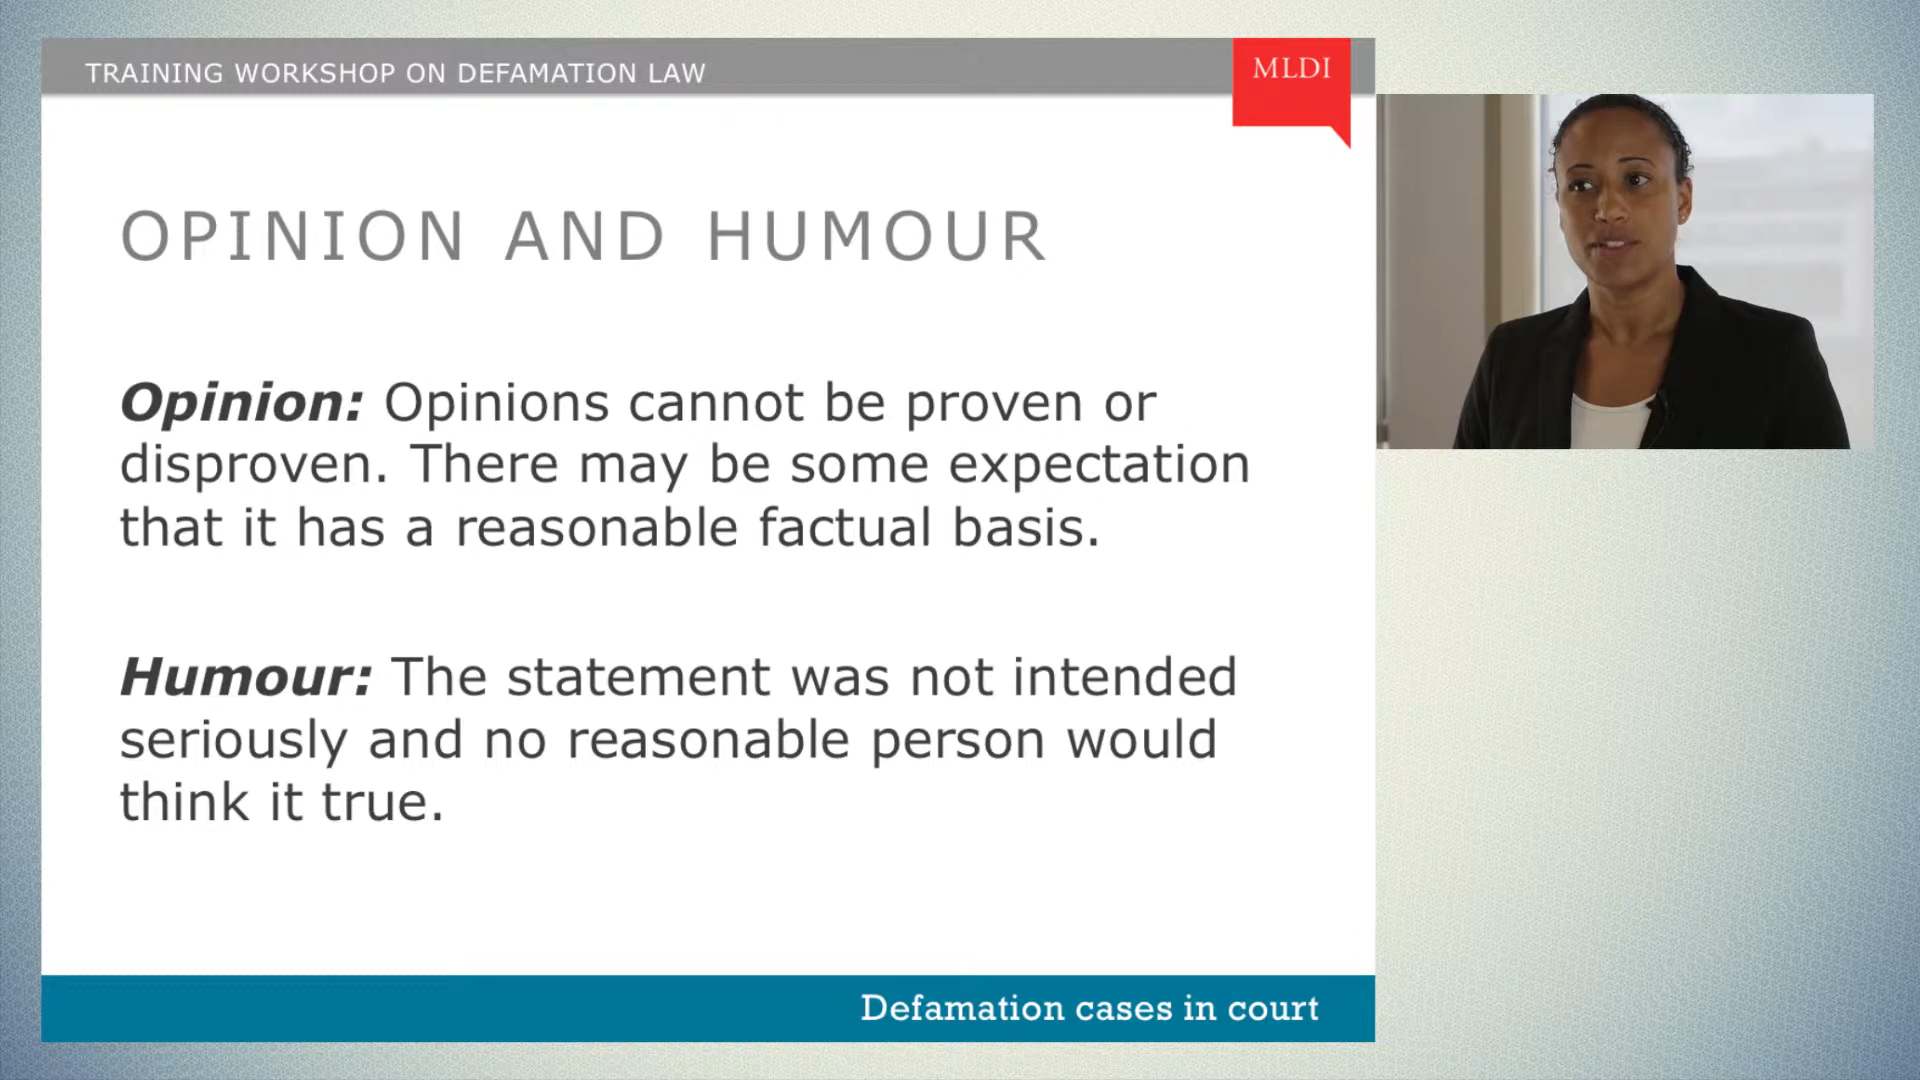 TRAINING WORKSHOP ON DEFAMATION LAW
MLDI
OPINION AND HUMOUR
Opinion: Opinions cannot be proven or
disproven. There may be some expectation
that it has a reasonable factual basis.
Humour: The statement was not intended
seriously and no reasonable person would
think it true.
Defamation cases in court